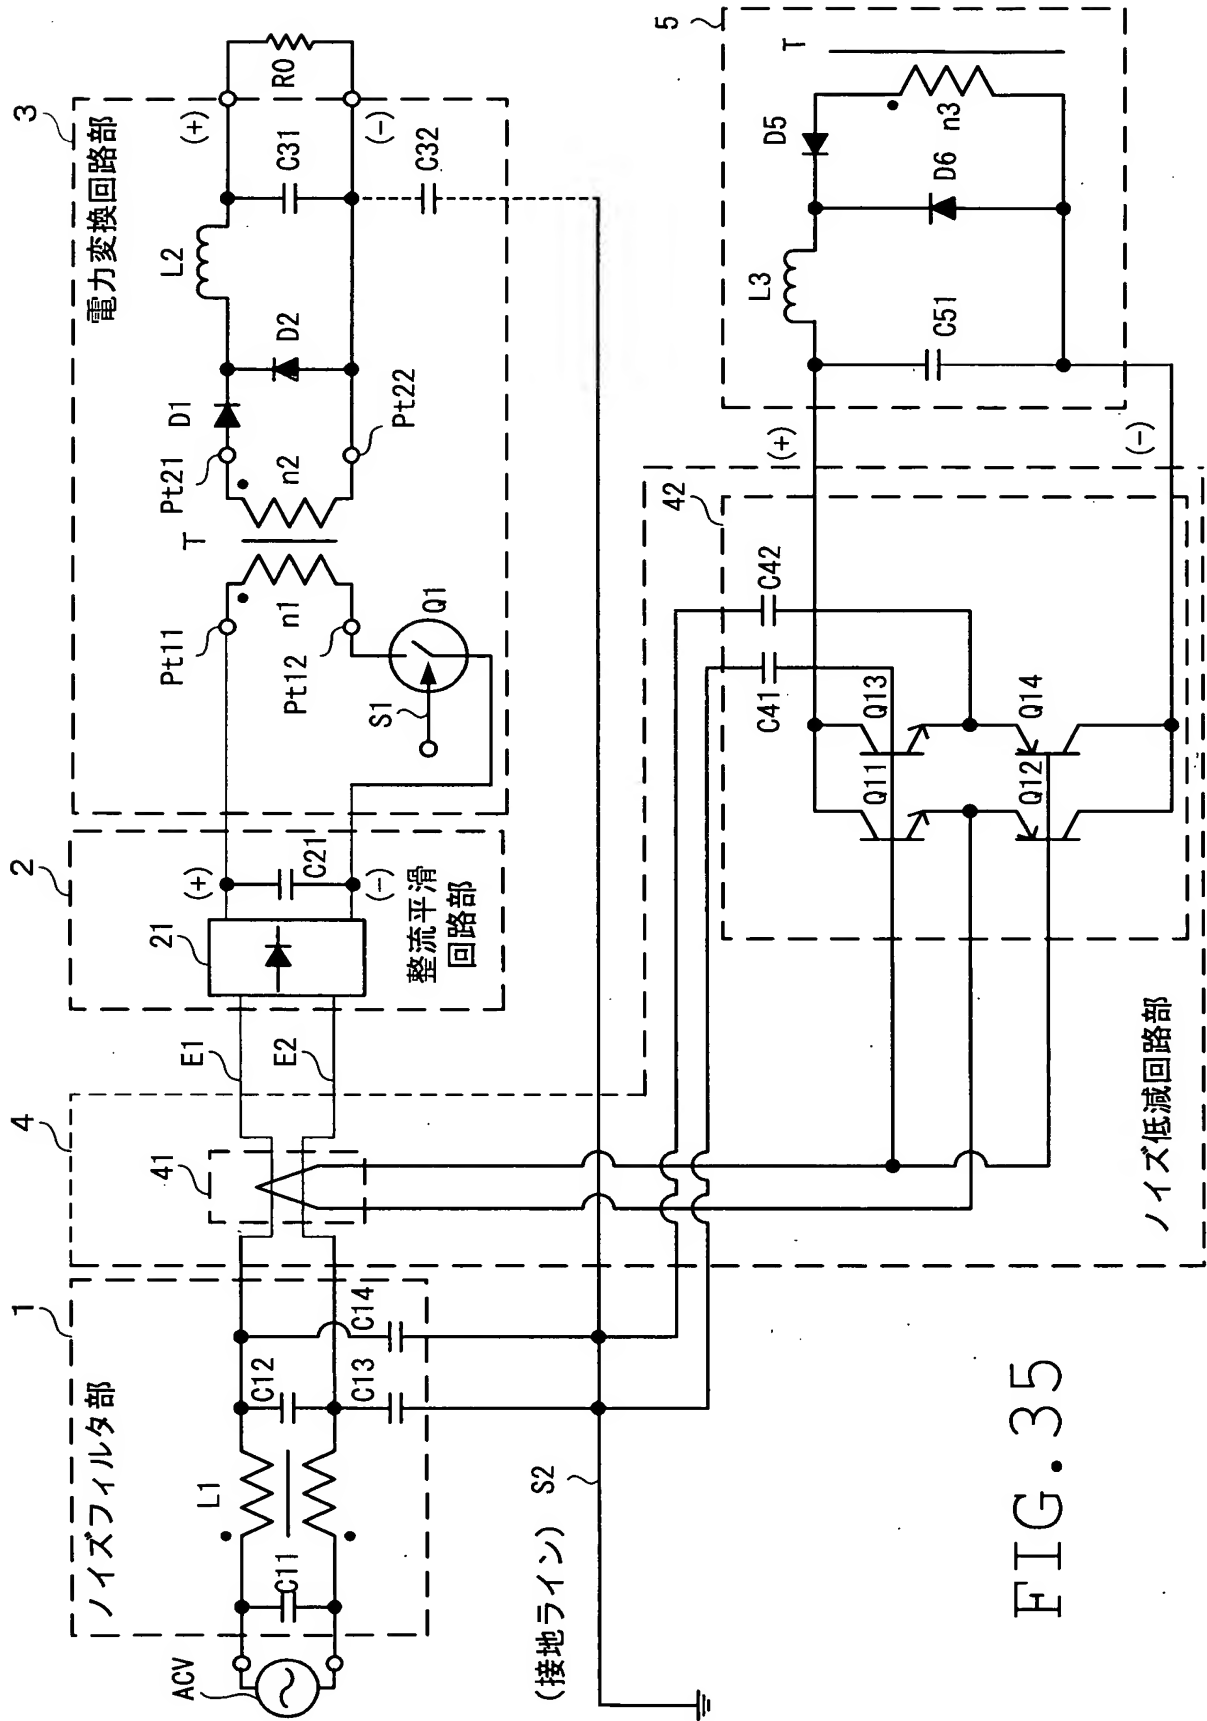 1
ノイズフィルタ部
ACV
C11
L1
C12
C13
C14
4
41
E1
E2
2
21
(+)
C21
(-)
整流平滑
回路部
3
電力変換回路部
Pt11
Pt12
n1
T
n2
Pt21
Pt22
S1
Q1
D1
D2
L2
C31
C32
(+)
(-)
R0
(接地ライン)
S2
ノイズ低減回路部
42
C41
C42
Q11
Q13
Q12
Q14
(+)
(-)
5
C51
L3
D5
D6
n3
T
FIG.35